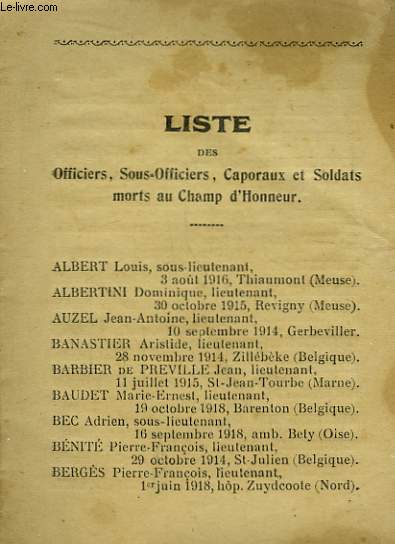 Le-livre.com
LISTE
DES
Officiers, Sous-Officiers, Caporaux et Soldats
morts au Champ d'Honneur.
ALBERT Louis, sous-lieutenant,
3 août 1916, Thiaumont (Meuse).
ALBERTINI Dominique, lieutenant,
30 octobre 1915, Revigny (Meuse).
AUZEL Jean-Antoine, lieutenant,
10 septembre 1914, Gerbeviller.
BANASTIER Aristide, lieutenant,
28 novembre 1914, Zillébèke (Belgique).
BARBIER DE PREVILLE Jean, lieutenant,
11 juillet 1915, St-Jean-Tourbe (Marne).
BAUDET Marie-Ernest, lieutenant,
19 octobre 1918, Barenton (Belgique).
BEC Adrien, sous-lieutenant,
16 septembre 1918, amb. Bety (Oise).
BÉNITÉ Pierre-François, lieutenant,
29 octobre 1914, St-Julien (Belgique).
BERGÈS Pierre-François, lieutenant,
1er juin 1918, hôp. Zuydcoote (Nord).